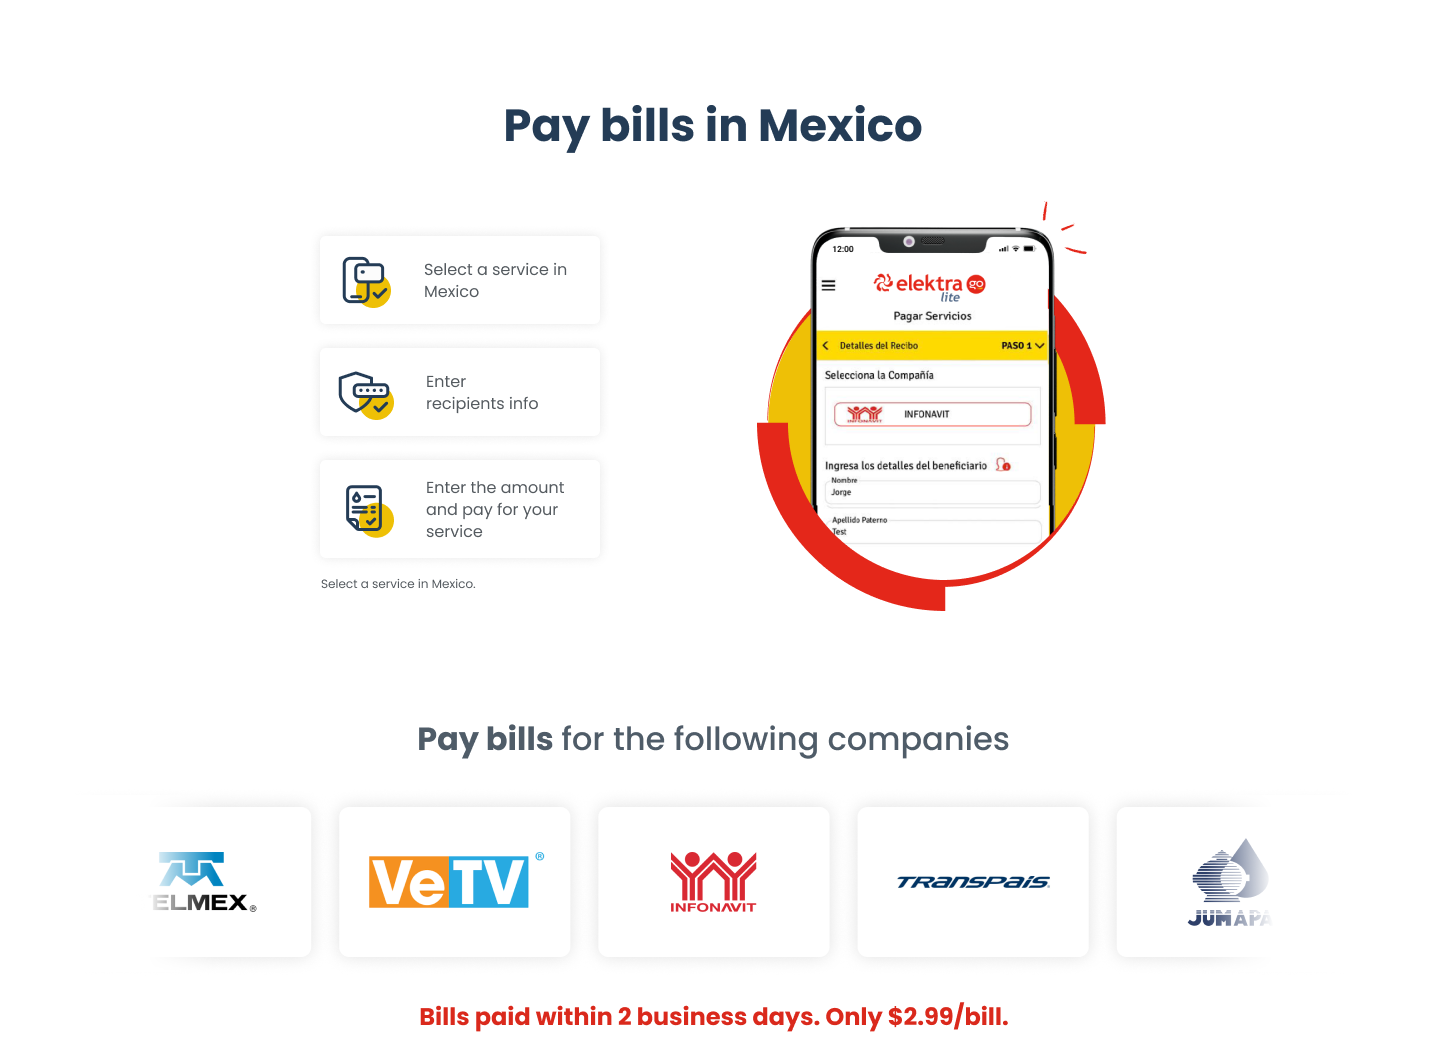 Pay bills in Mexico
Select a service in
Mexico
Enter
recipients info
Enter the amount
and pay for your
service
Select a service in Mexico.
12:00
elektra go
lite
Pagar Servicios
Detalles del Recibo PASO 1
Selecciona la Compañía
INFONAVIT INFONAVIT
Ingresa los detalles del beneficiario
Nombre
Jorge
Apellido Paterno
Test
Pay bills for the following companies
TELMEX®
VeTV®
INFONAVIT
TRANSPAIS
JUMAPA
Bills paid within 2 business days. Only $2.99/bill.